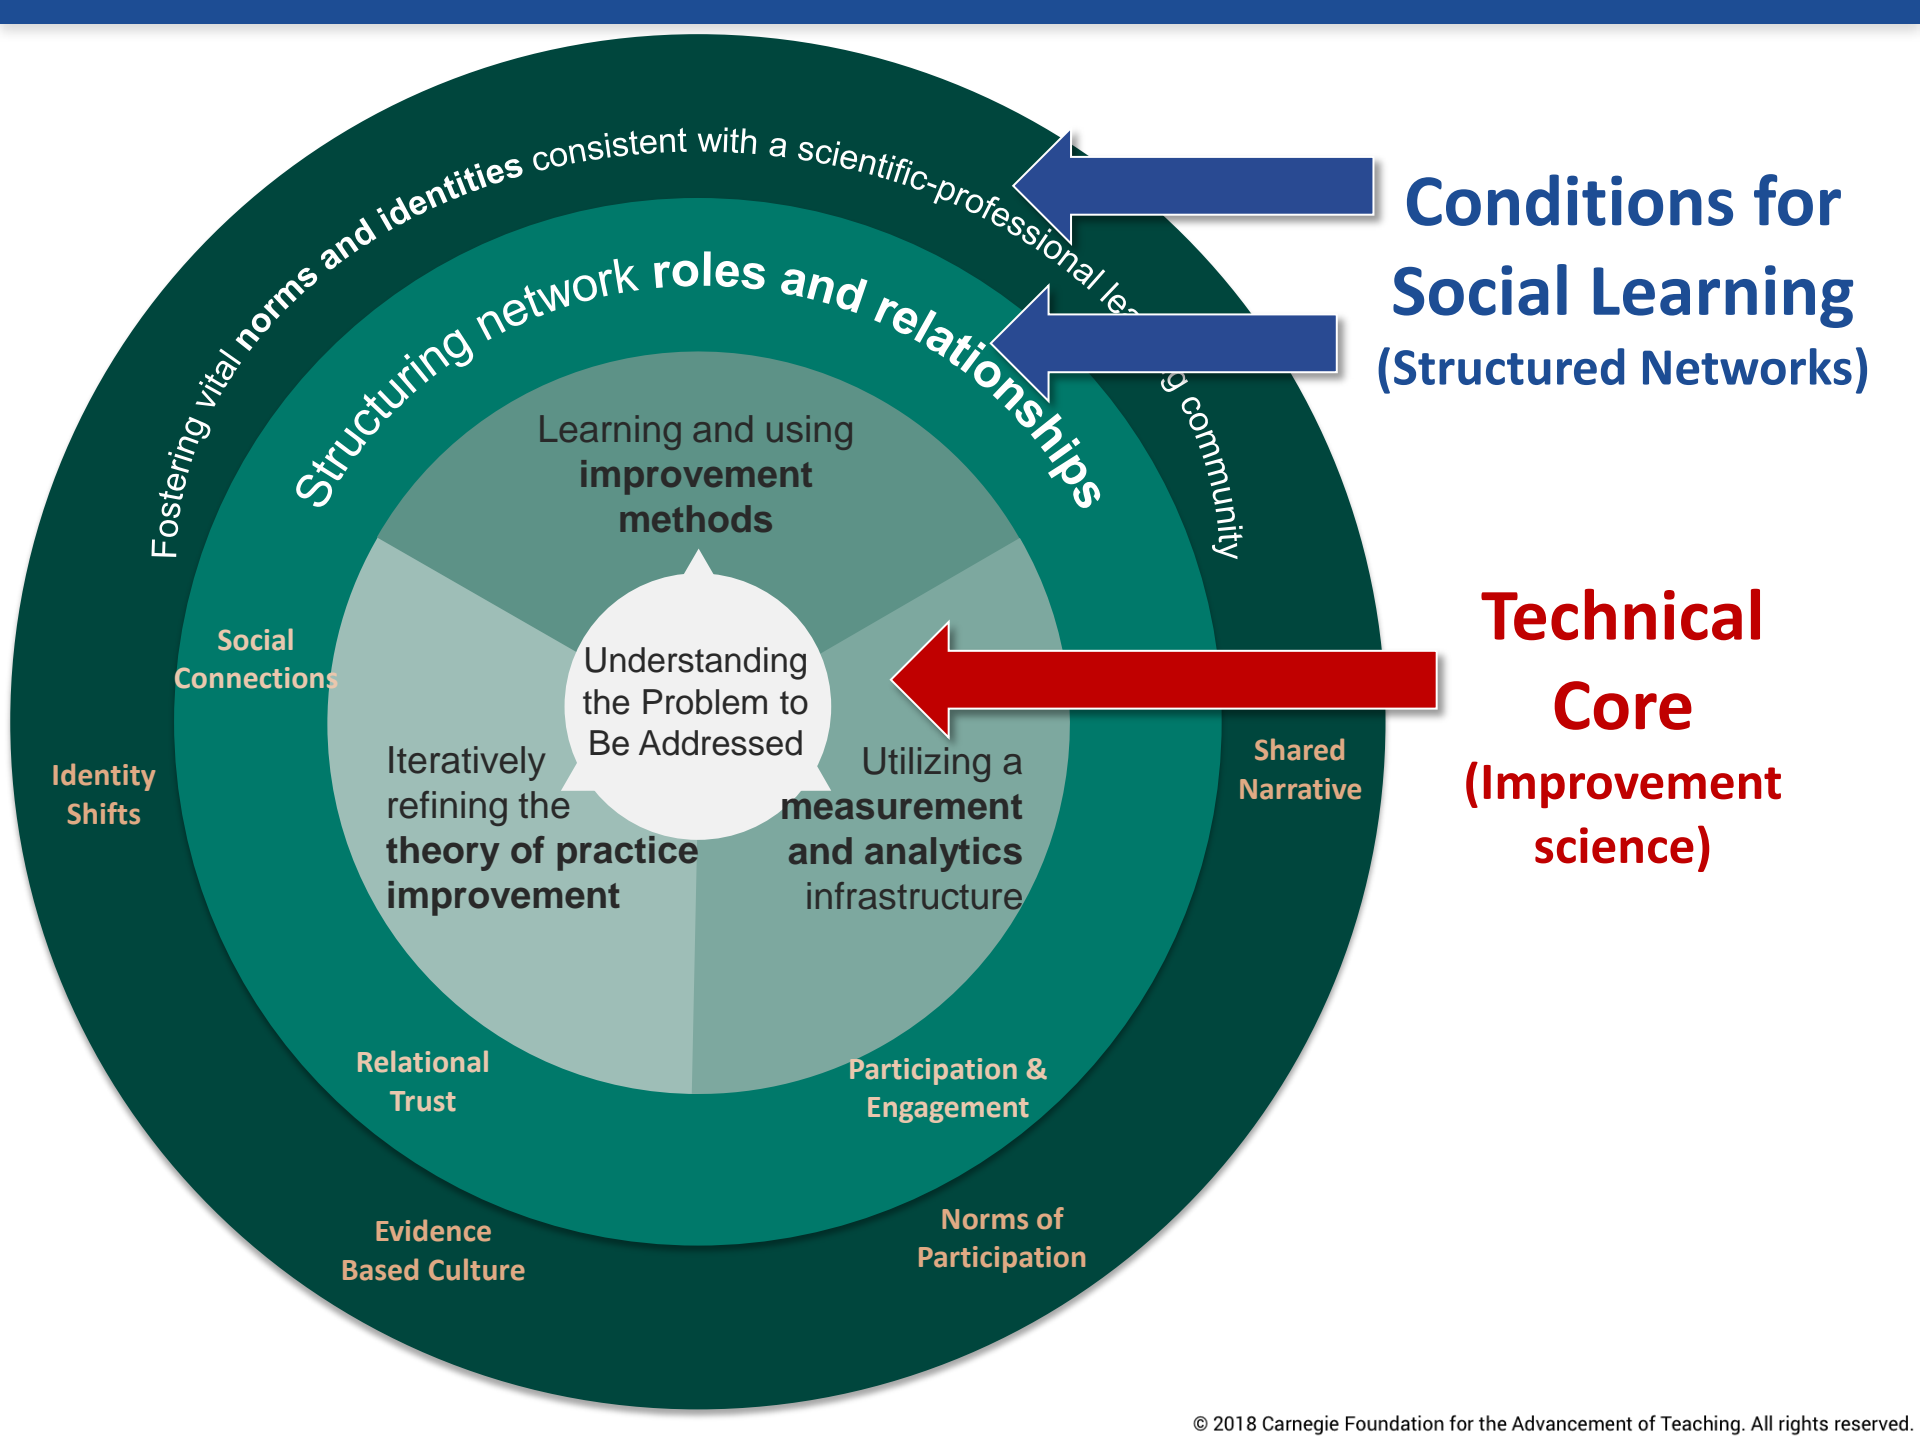 Fostering vital norms and identities consistent with a scientific-professional learning community
Structuring network roles and relationships
Learning and using
improvement
methods
Understanding
the Problem to
Be Addressed
Iteratively
refining the
theory of practice
improvement
Utilizing a
measurement
and analytics
infrastructure
Social
Connections
Identity
Shifts
Shared
Narrative
Relational
Trust
Participation &
Engagement
Evidence
Based Culture
Norms of
Participation
Conditions for
Social Learning
(Structured Networks)
Technical
Core
(Improvement
science)
© 2018 Carnegie Foundation for the Advancement of Teaching. All rights reserved.